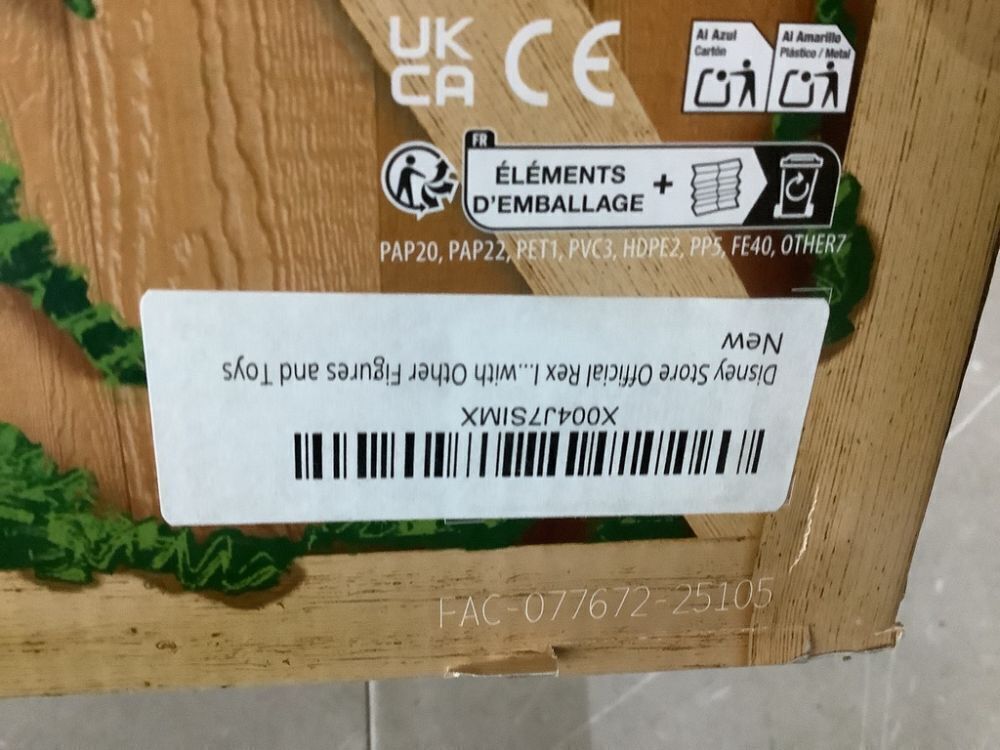 UK
CA
CE
Al Azul
Cartón
Al Amarillo
Plástico / Metal
FR
ÉLÉMENTS
D'EMBALLAGE
+
PAP20, PAP22, PET1, PVC3, HDPE2, PP5, FE40, OTHER7
X004J7SIMX
Disney Store Official Rex I...with Other Figures and Toys
New
FAC-077672-25105